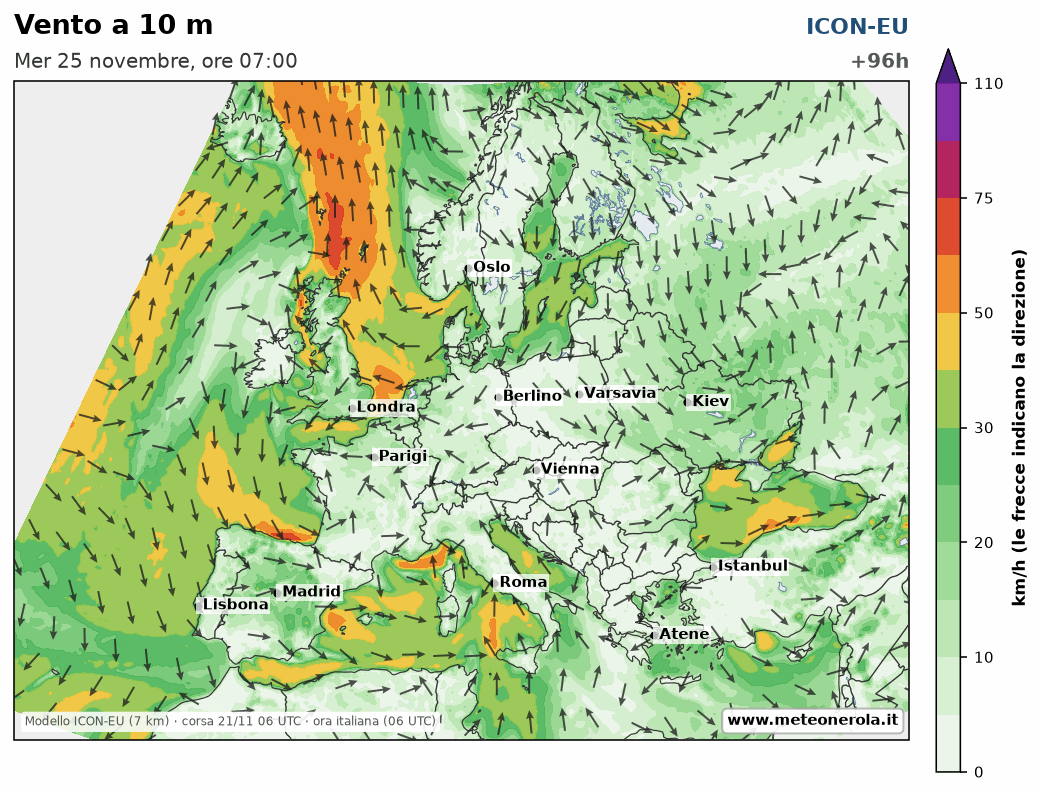 Vento a 10 m
ICON-EU
Mer 25 novembre, ore 07:00
+96h
110
75
50
30
20
10
0
km/h (le frecce indicano la direzione)
Oslo
Berlino
Varsavia
Kiev
Londra
Parigi
Vienna
Istanbul
Roma
Madrid
Lisbona
Atene
Modello ICON-EU (7 km) · corsa 21/11 06 UTC · ora italiana (06 UTC)
www.meteonerola.it